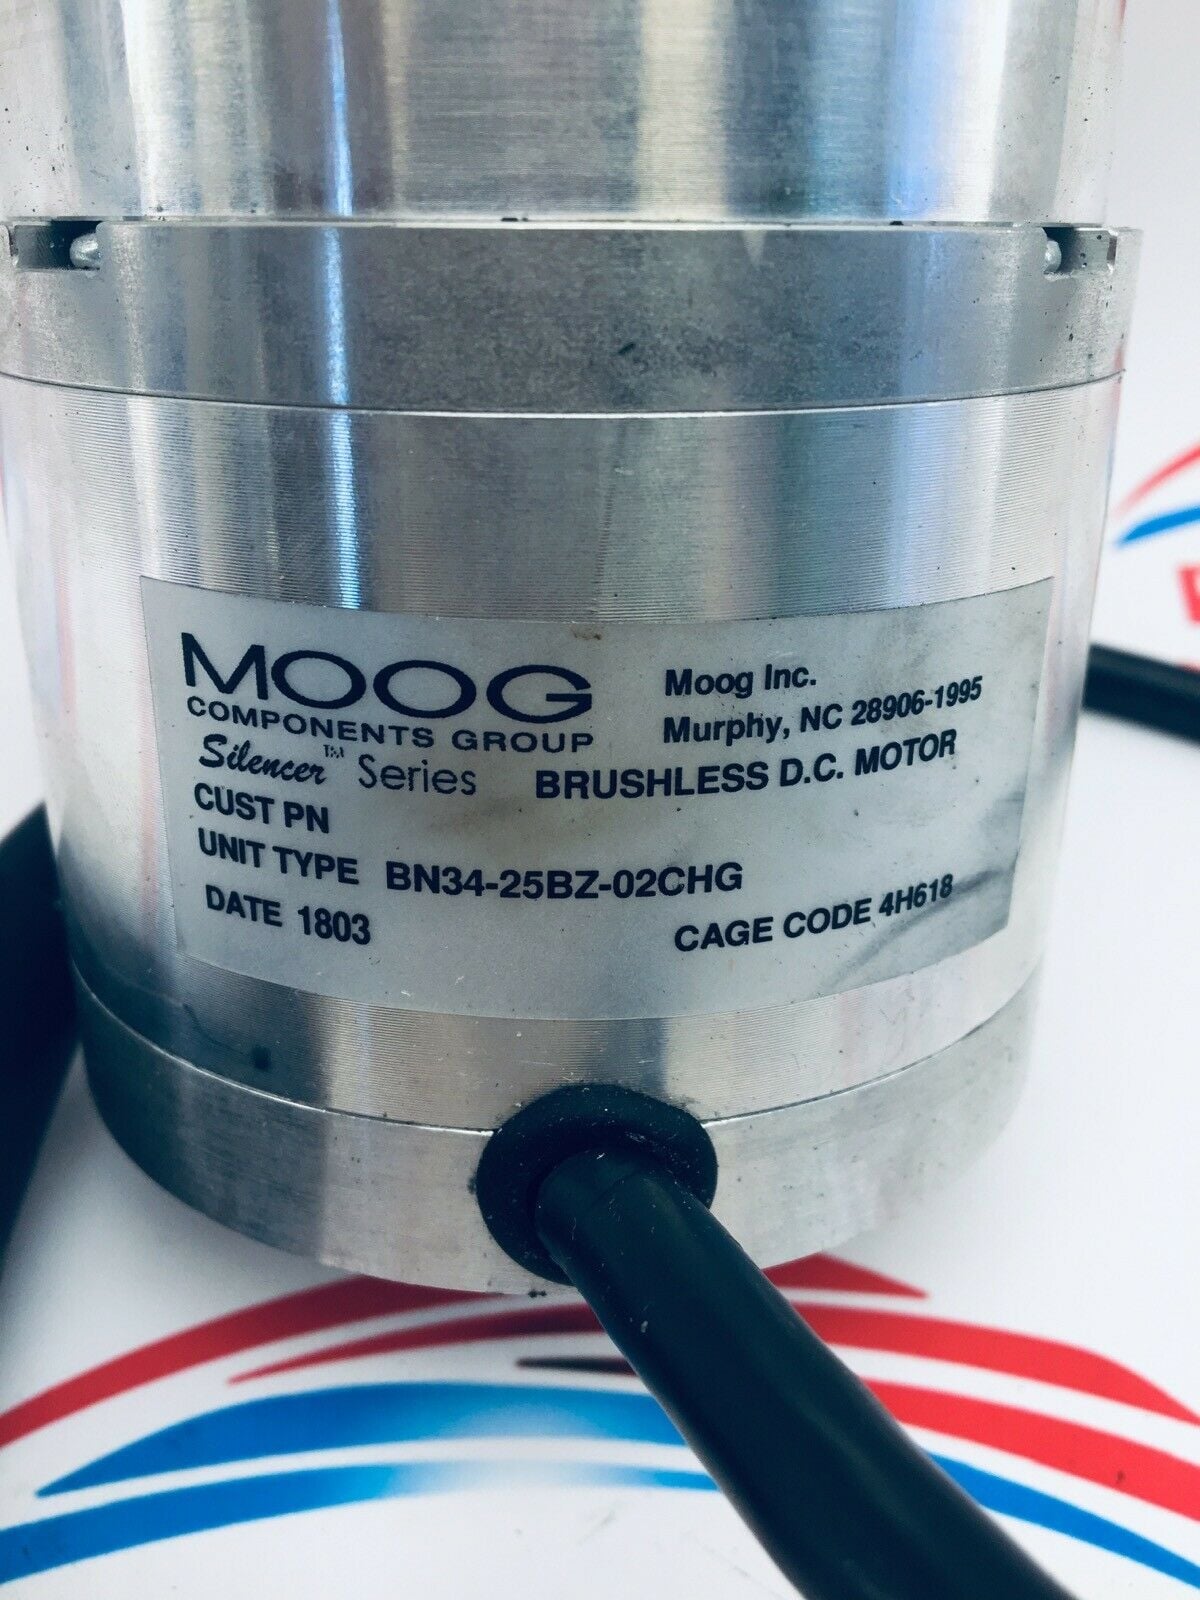 MOOG
COMPONENTS GROUP
Silencer™ Series
Moog Inc.
Murphy, NC 28906-1995
BRUSHLESS D.C. MOTOR
CUST PN
UNIT TYPE BN34-25BZ-02CHG
DATE 1803
CAGE CODE 4H618